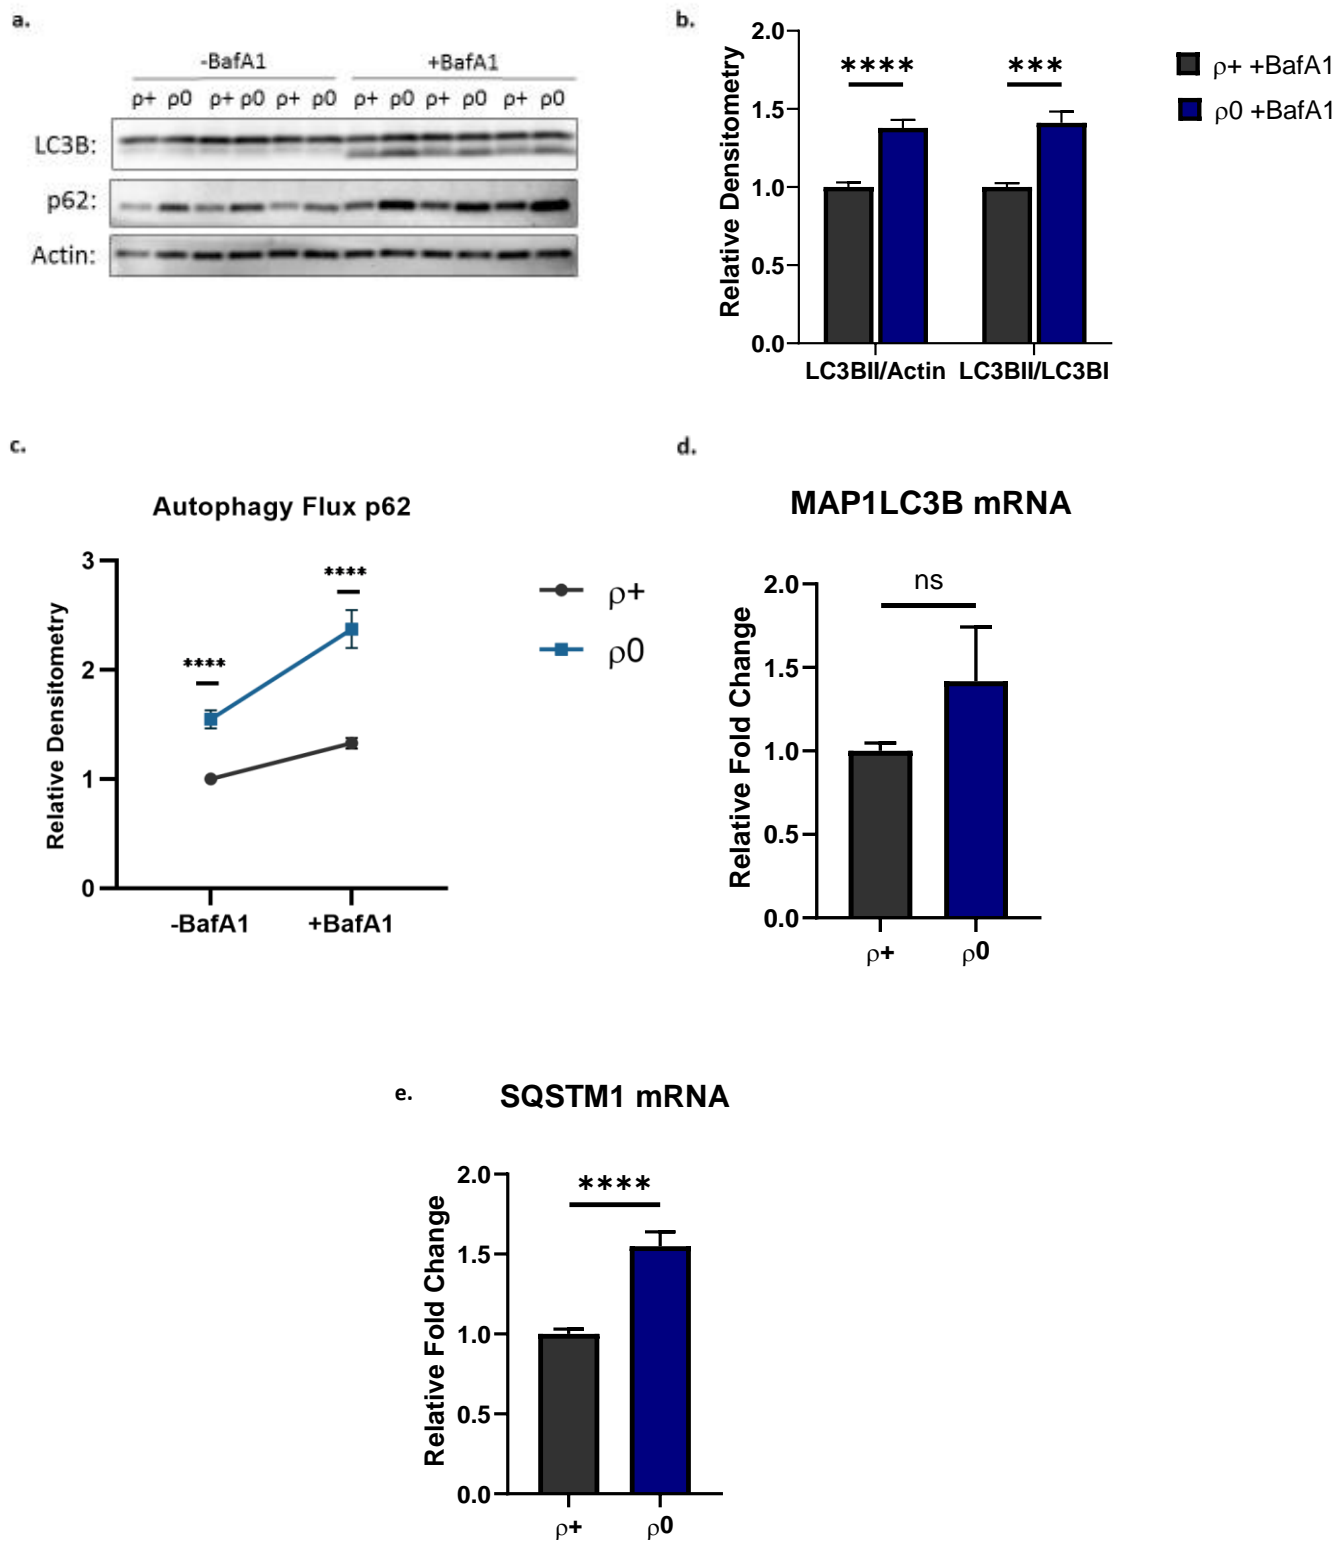 a.
-BafA1 +BafA1
ρ+ ρ0 ρ+ ρ0 ρ+ ρ0 ρ+ ρ0 ρ+ ρ0 ρ+ ρ0
LC3B:
p62:
Actin:
b.
2.0
1.5
1.0
0.5
0.0
Relative Densitometry
**** ***
LC3BII/Actin LC3BII/LC3BI
ρ+ +BafA1
ρ0 +BafA1
c.
Autophagy Flux p62
3
2
1
0
Relative Densitometry
****
****
-BafA1 +BafA1
ρ+
ρ0
d.
MAP1LC3B mRNA
2.0
1.5
1.0
0.5
0.0
Relative Fold Change
ns
ρ+ ρ0
e.
SQSTM1 mRNA
2.0
1.5
1.0
0.5
0.0
Relative Fold Change
****
ρ+ ρ0